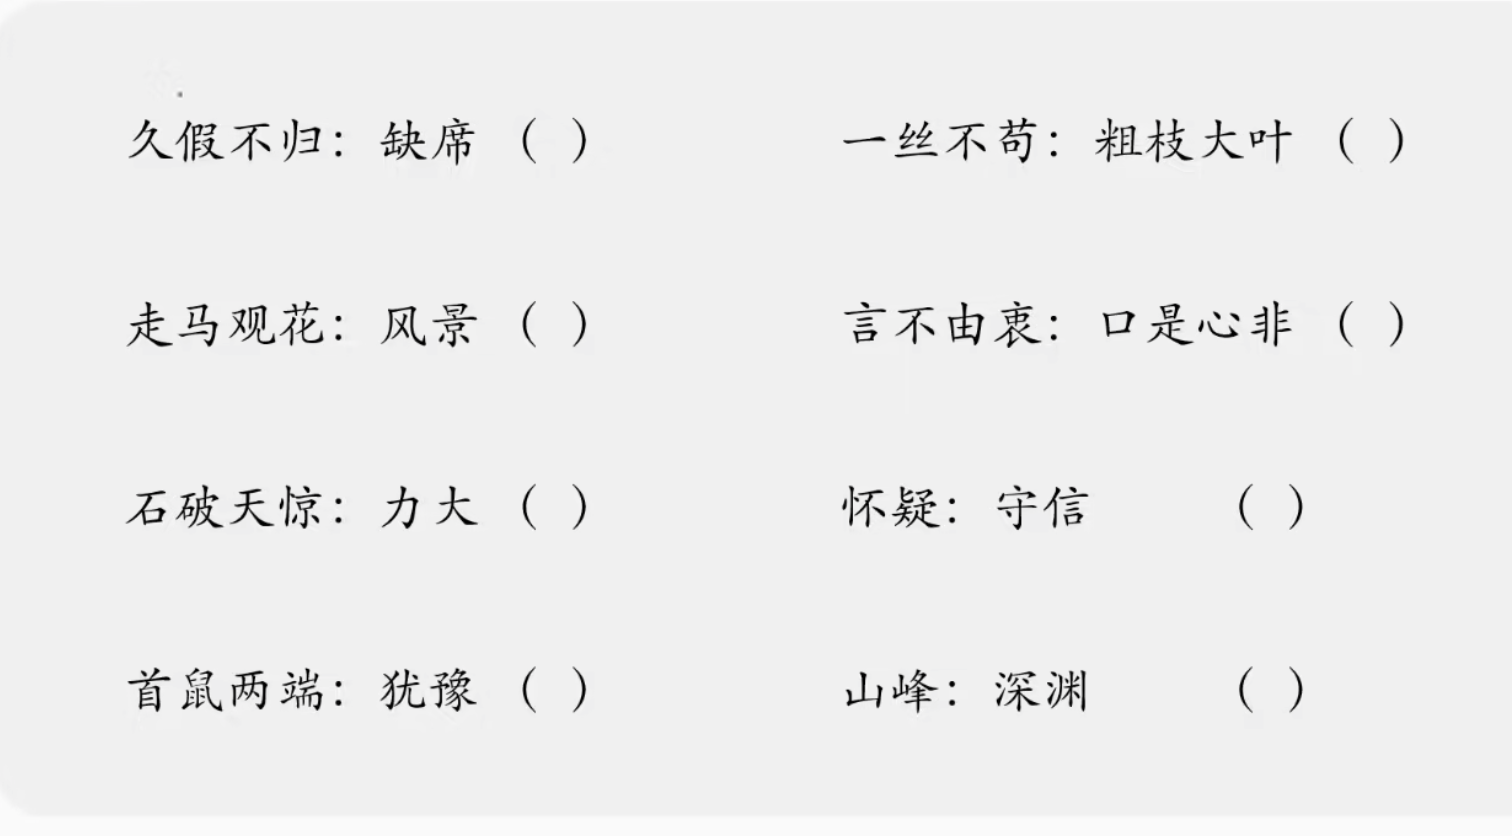 久假不归：缺席（ ） 一丝不苟：粗枝大叶（ ）
走马观花：风景（ ） 言不由衷：口是心非（ ）
石破天惊：力大（ ） 怀疑：守信（ ）
首鼠两端：犹豫（ ） 山峰：深渊（ ）